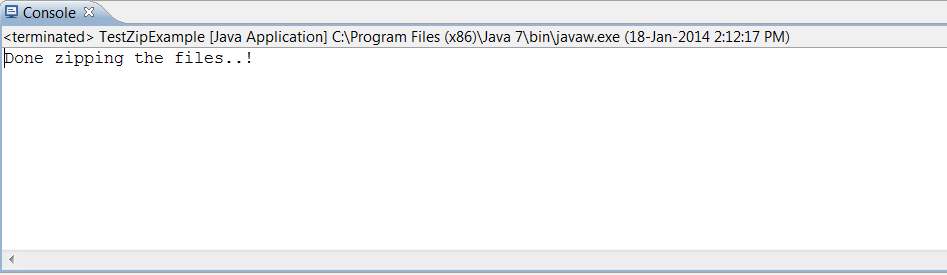 Console
<terminated> TestZipExample [Java Application] C:\Program Files (x86)\Java 7\bin\javaw.exe (18-Jan-2014 2:12:17 PM)
Done zipping the files..!